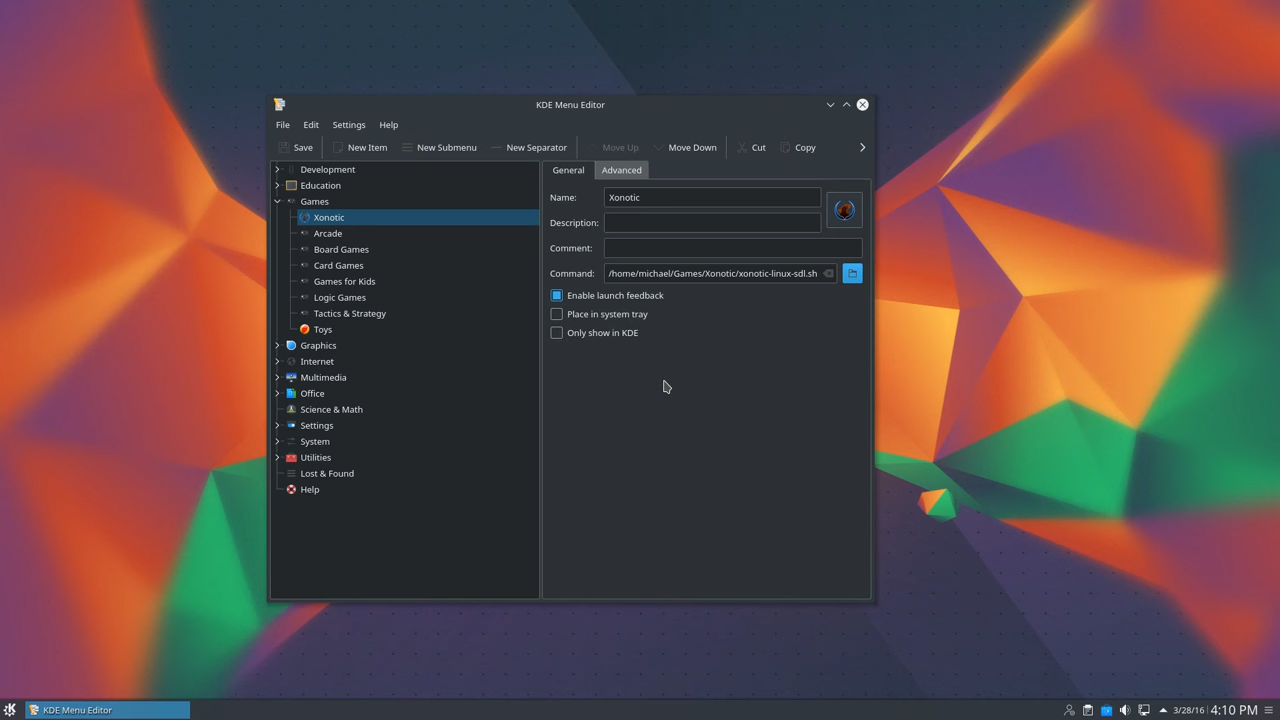 KDE Menu Editor
File Edit Settings Help
Save New Item New Submenu New Separator Move Up Move Down Cut Copy
Development
Education
Games
Xonotic
Arcade
Board Games
Card Games
Games for Kids
Logic Games
Tactics & Strategy
Toys
Graphics
Internet
Multimedia
Office
Science & Math
Settings
System
Utilities
Lost & Found
Help
General Advanced
Name: Xonotic
Description:
Comment:
Command: /home/michael/Games/Xonotic/xonotic-linux-sdl.sh
Enable launch feedback
Place in system tray
Only show in KDE
KDE Menu Editor 3/28/16 4:10 PM